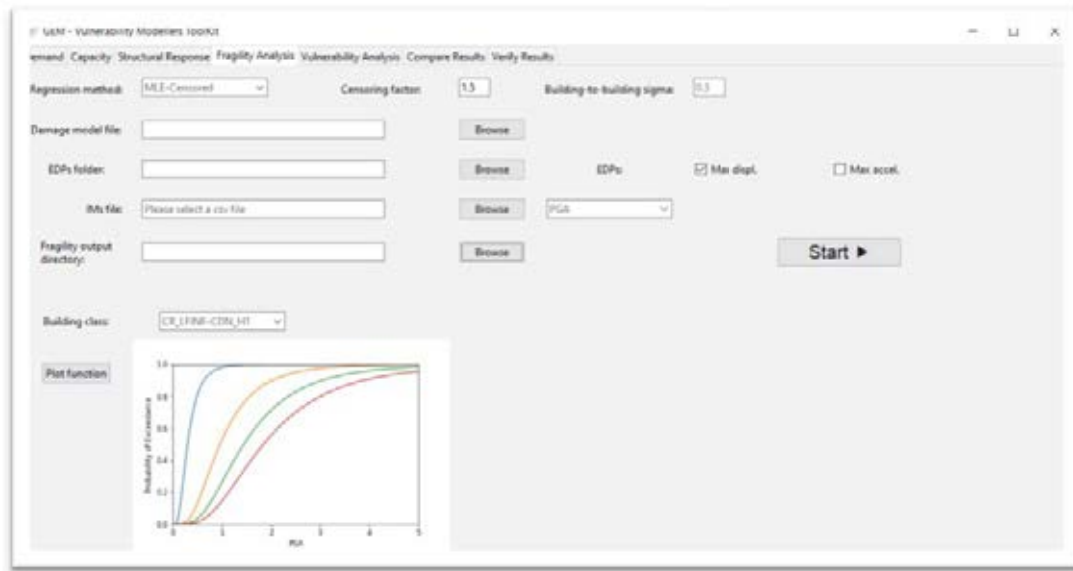 GEM - Vulnerability Modellers ToolKit
emand Capacity Structural Response Fragility Analysis Vulnerability Analysis Compare Results Verify Results
Regression method: MLE-Censored Censoring factor: 1.5 Building-to-building sigma: 0.3
Damage model file: Browse
EDPs folder: Browse EDPs: Max displ. Max accel.
IMs file: Please select a csv file Browse PGA
Fragility output
directory: Browse Start
Building class: CR_LFINF-CDN_H1
Plot function
1.0
0.8
0.6
0.4
0.2
0.0
Probability of Exceedance
0 1 2 3 4 5
PGA